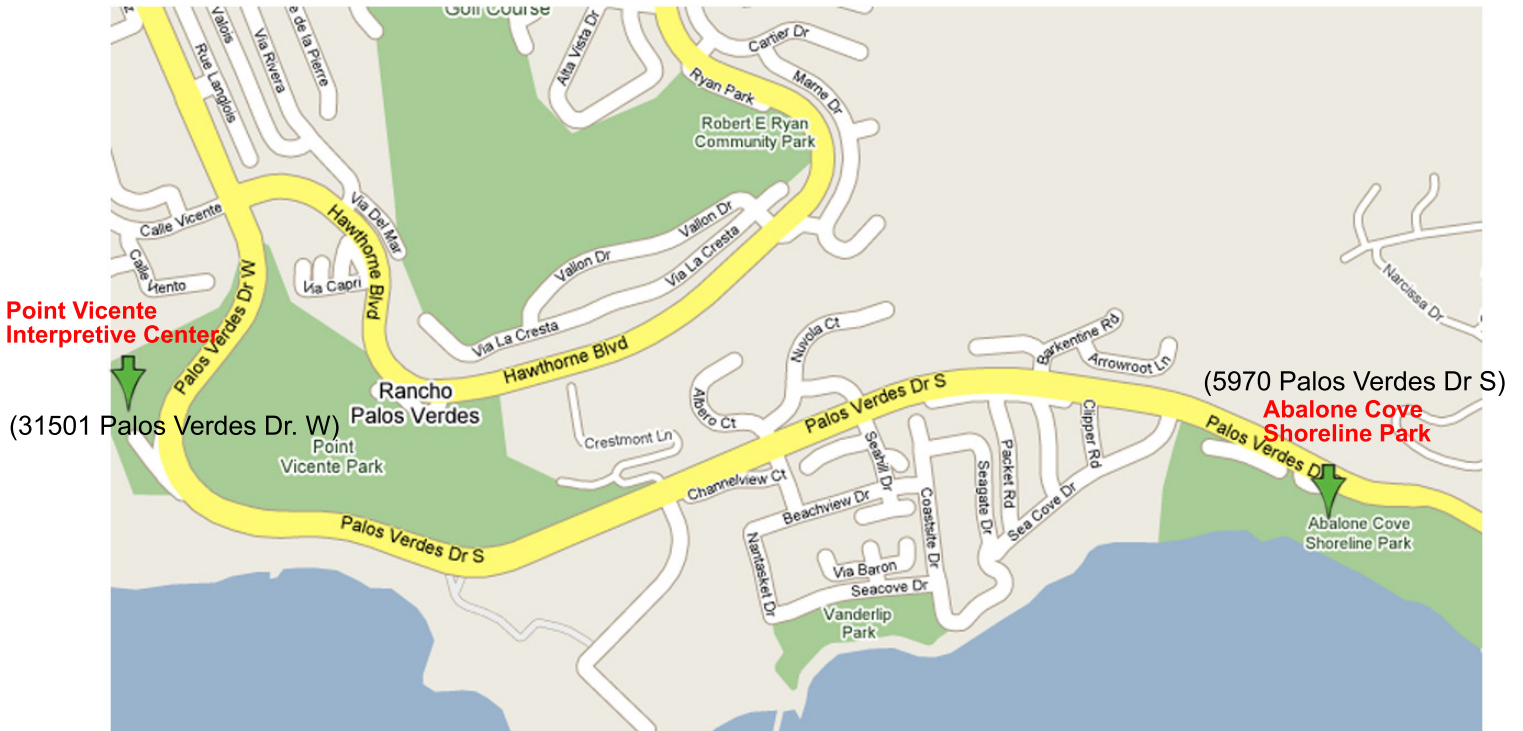 Golf Course
Valois
e de la Pierre
Via Rivera
Rue Langlois
Alta Vista Dr
Cartier Dr
Marne Dr
Ryan Park
Robert E Ryan
Community Park
Calle Vicente
Via Del Mar
Hawthorne Blvd
Vallon Dr
Vallon Dr
Via La Cresta
Calle
Via Capri
Palos Verdes Dr W
Narcissa Dr
Point Vicente
Interpretive Center
Via La Cresta
Hawthorne Blvd
Nuvola Ct
Barkentine Rd
Arrowroot Ln
Rancho
Palos Verdes
Albero Ct
Palos Verdes Dr S
(5970 Palos Verdes Dr S)
Abalone Cove
Shoreline Park
(31501 Palos Verdes Dr. W)
Point
Vicente Park
Crestmont Ln
Clipper Rd
Palos Verdes D
Seahill Dr
Packet Rd
Channelview Ct
Seagate Dr
Beachview Dr
Coastsite Dr
Sea Cove Dr
Palos Verdes Dr S
Abalone Cove
Shoreline Park
Nantasket Dr
Via Baron
Seacove Dr
Vanderlip
Park